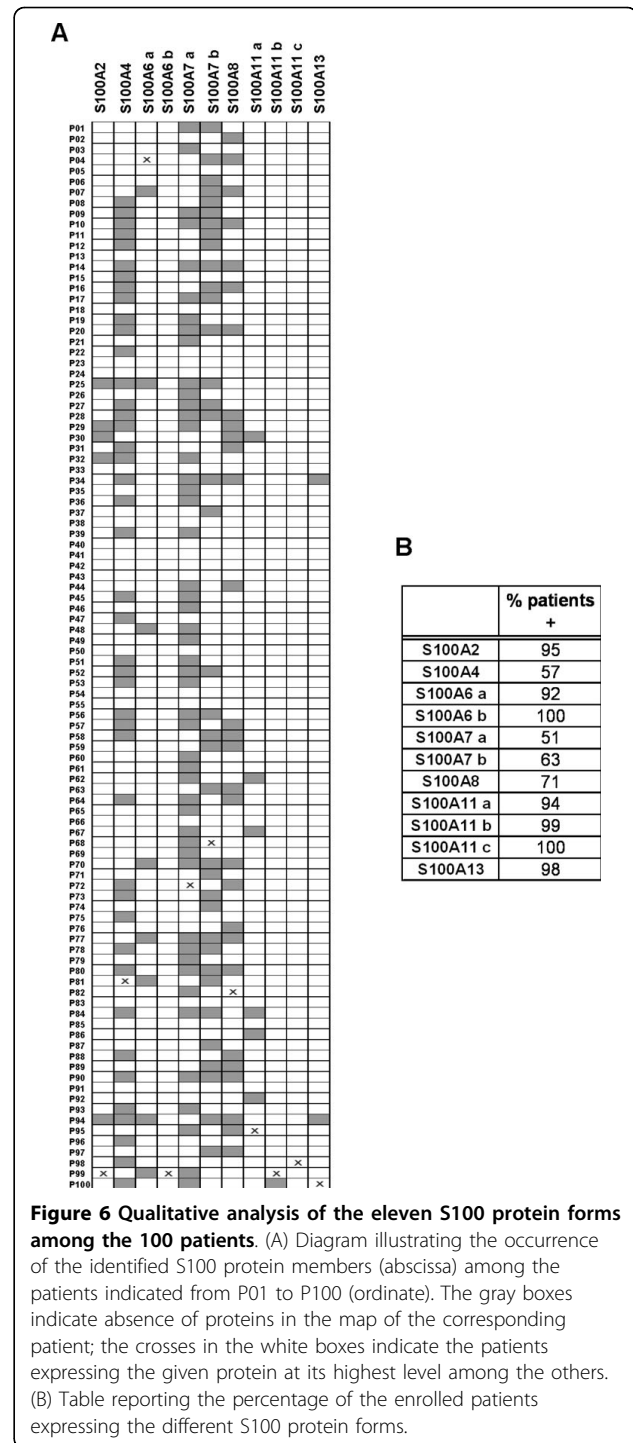 A
S100A2 S100A4 S100A6 a S100A6 b S100A7 a S100A7 b S100A8 S100A11 a S100A11 b S100A11 c S100A13
P01
P02
P03
P04 x
P05
P06
P07
P08
P09
P10
P11
P12
P13
P14
P15
P16
P17
P18
P19
P20
P21
P22
P23
P24
P25
P26
P27
P28
P29
P30
P31
P32
P33
P34
P35
P36
P37
P38
P39
P40
P41
P42
P43
P44
P45
P46
P47
P48
P49
P50
P51
P52
P53
P54
P55
P56
P57
P58
P59
P60
P61
P62
P63
P64
P65
P66
P67
P68 x
P69
P70
P71
P72 x
P73
P74
P75
P76
P77
P78
P79
P80
P81 x
P82 x
P83
P84
P85
P86
P87
P88
P89
P90
P91
P92
P93
P94
P95 x
P96
P97
P98 x
P99 x x x
P100 x
B
% patients
+
S100A2 95
S100A4 57
S100A6 a 92
S100A6 b 100
S100A7 a 51
S100A7 b 63
S100A8 71
S100A11 a 94
S100A11 b 99
S100A11 c 100
S100A13 98
Figure 6 Qualitative analysis of the eleven S100 protein forms
among the 100 patients. (A) Diagram illustrating the occurrence
of the identified S100 protein members (abscissa) among the
patients indicated from P01 to P100 (ordinate). The gray boxes
indicate absence of proteins in the map of the corresponding
patient; the crosses in the white boxes indicate the patients
expressing the given protein at its highest level among the others.
(B) Table reporting the percentage of the enrolled patients
expressing the different S100 protein forms.